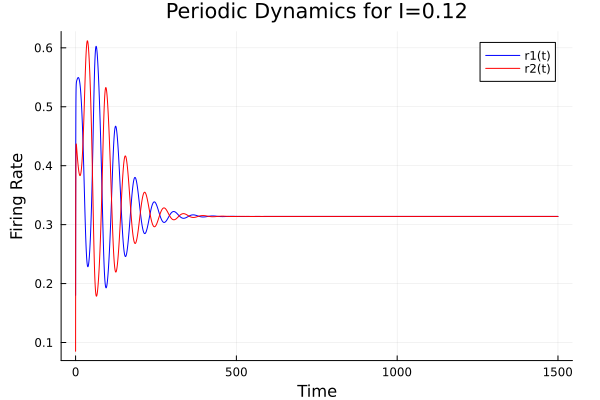 Periodic Dynamics for I=0.12
Firing Rate
0.6
0.5
0.4
0.3
0.2
0.1
r1(t)
r2(t)
0
500
1000
1500
Time